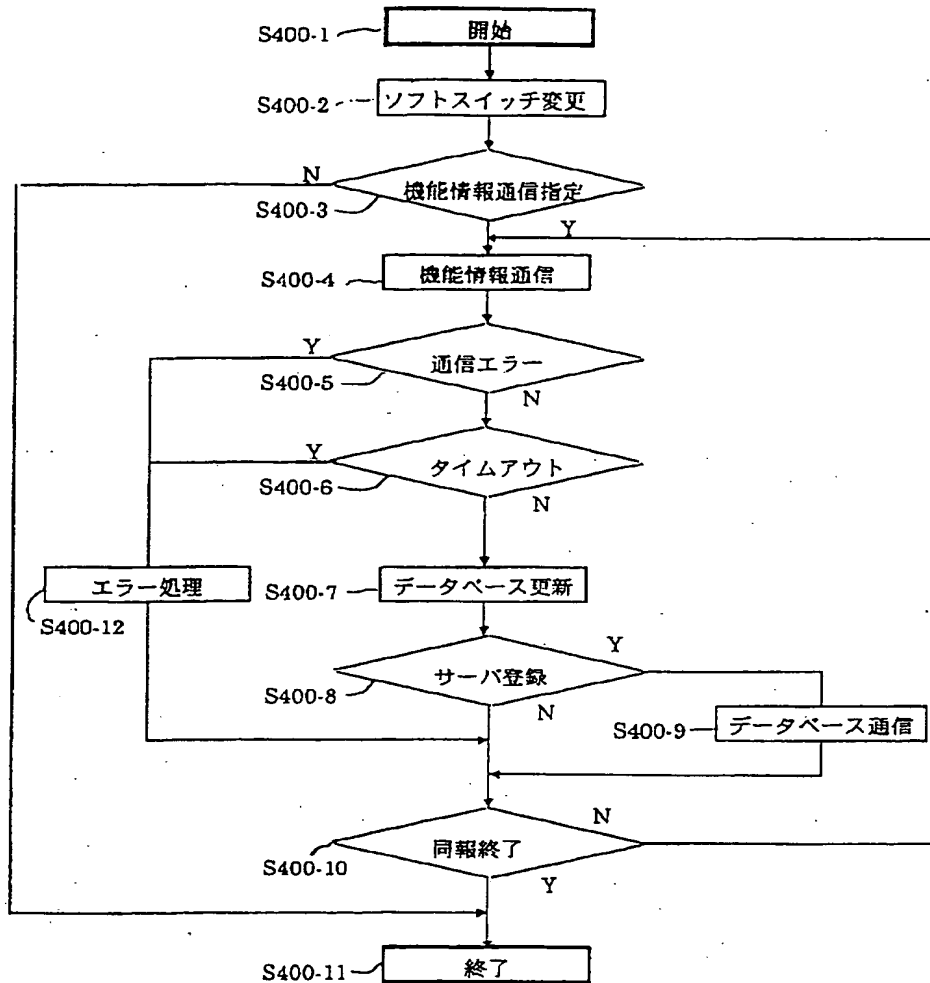 S400-1
開始
S400-2
ソフトスイッチ変更
N
機能情報通信指定
S400-3
Y
S400-4
機能情報通信
Y
通信エラー
S400-5
N
Y
タイムアウト
S400-6
N
エラー処理
S400-7
データベース更新
S400-12
Y
サーバ登録
S400-8
N
S400-9
データベース通信
N
同報終了
S400-10
Y
S400-11
終了